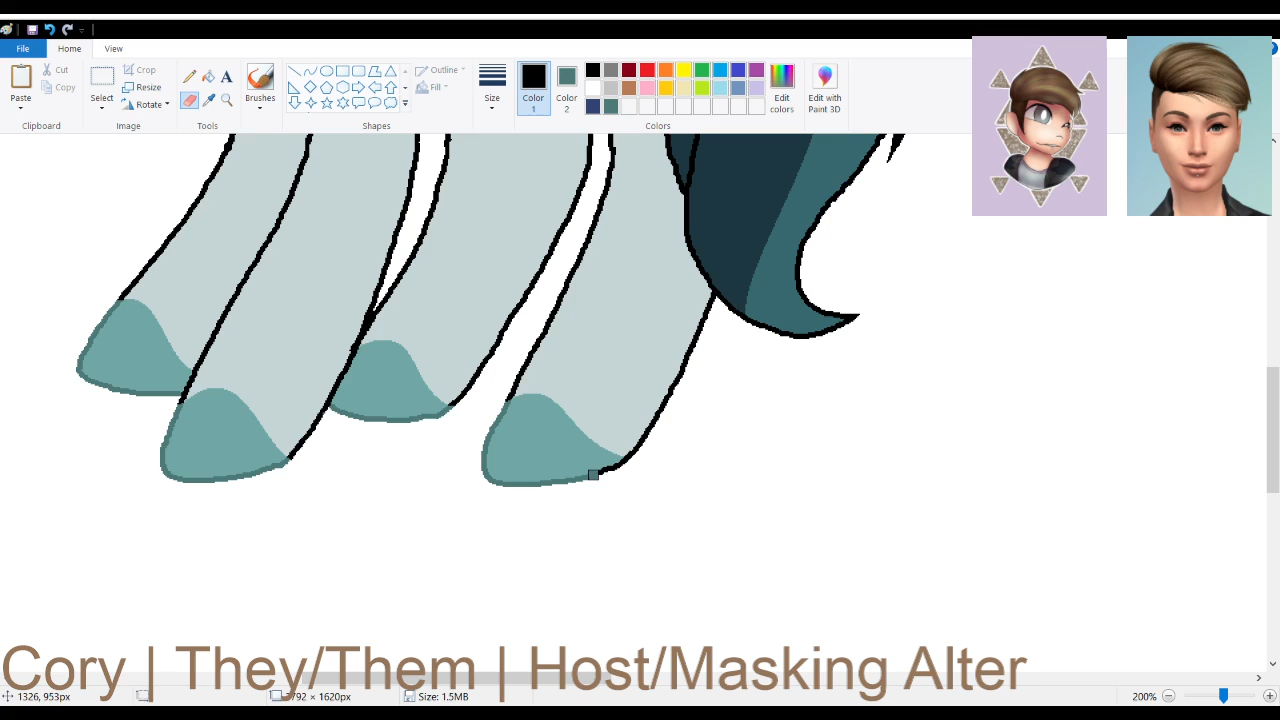 File Home View
Paste Cut Copy Clipboard
Select Crop Resize Rotate Image
Tools
Brushes
Outline Fill Shapes
Size
Color 1 Color 2 Edit colors Colors
Edit with Paint 3D
Cory | They/Them | Host/Masking Alter
1326, 953px
792 × 1620px
Size: 1.5MB
200%